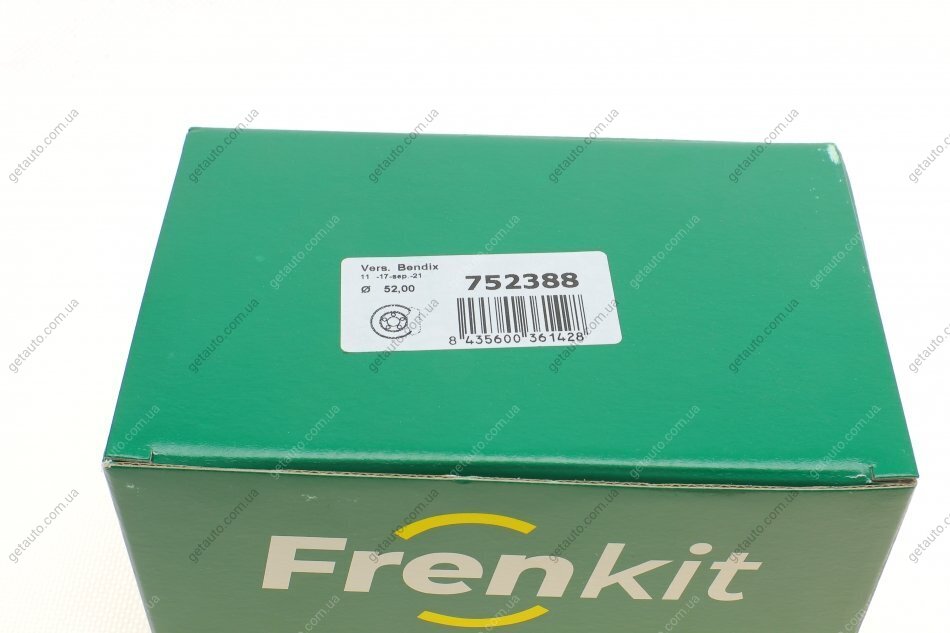 Vers. Bendix
11 -17-sep.-21
Ø 52,00
752388
8 435600 361428
Frenkit
getauto.com.ua